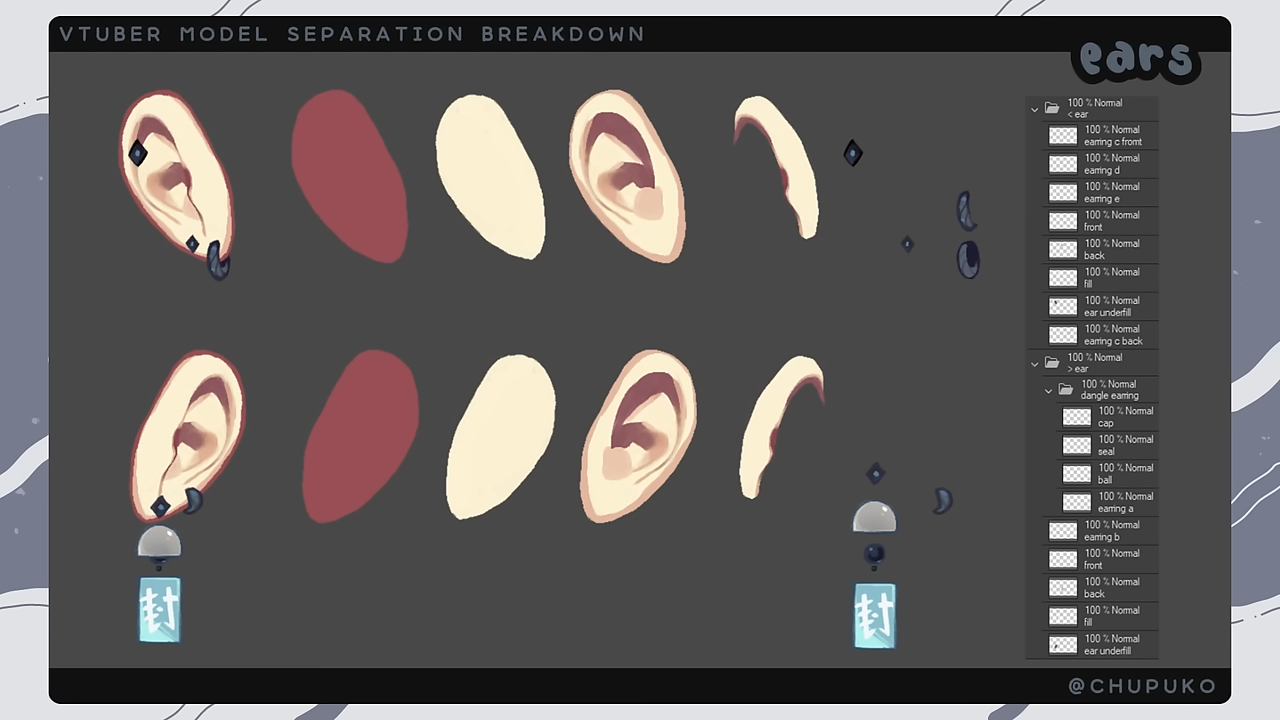 VTUBER MODEL SEPARATION BREAKDOWN
ears
100 % Normal
< ear
100 % Normal
earring c fromt
100 % Normal
earring d
100 % Normal
earring e
100 % Normal
front
100 % Normal
back
100 % Normal
fill
100 % Normal
ear underfill
100 % Normal
earring c back
100 % Normal
> ear
100 % Normal
dangle earring
100 % Normal
cap
100 % Normal
seal
100 % Normal
ball
100 % Normal
earring a
100 % Normal
earring b
100 % Normal
front
100 % Normal
back
100 % Normal
fill
100 % Normal
ear underfill
封
封
@CHUPUKO